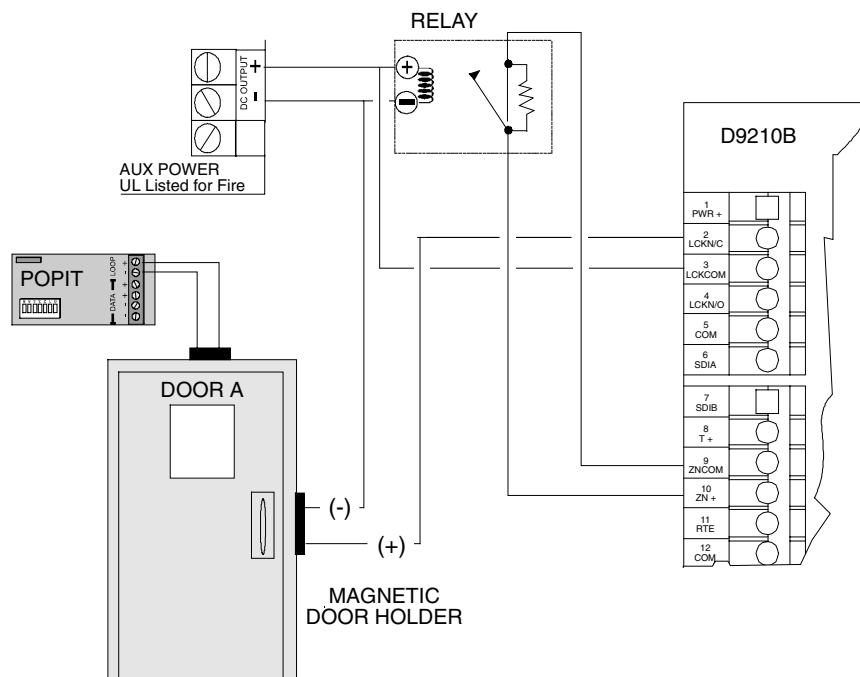 RELAY
DC OUTPUT
+
-
+
AUX POWER
UL Listed for Fire
D9210B
1
PWR +
2
LCKN/C
3
LCKCOM
4
LCKN/O
5
COM
6
SDIA
7
SDIB
8
T +
9
ZNCOM
10
ZN +
11
RTE
12
COM
POPIT
LOOP
+
-
DATA
+
+
-
-
DOOR A
(-)
(+)
MAGNETIC
DOOR HOLDER